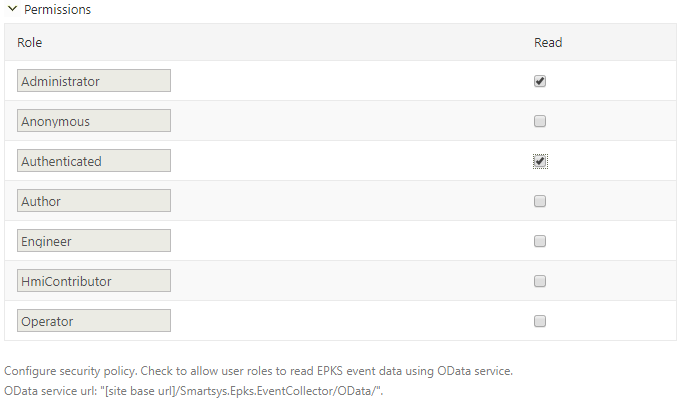 Permissions
Role Read
Administrator
Anonymous
Authenticated
Author
Engineer
HmiContributor
Operator
Configure security policy. Check to allow user roles to read EPKS event data using OData service.
OData service url: "[site base url]/Smartsys.Epks.EventCollector/OData/".